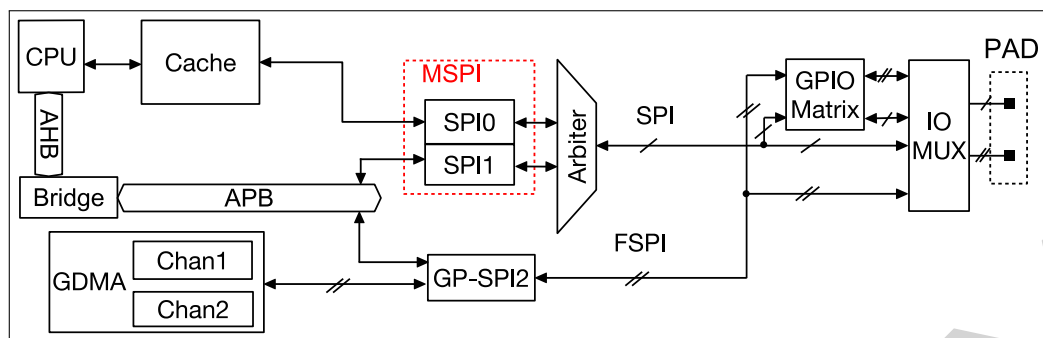 CPU
Cache
MSPI
PAD
GPIO
Matrix
SPI0
SPI
IO
MUX
AHB
Arbiter
SPI1
Bridge
APB
FSPI
GDMA
Chan1
GP-SPI2
Chan2